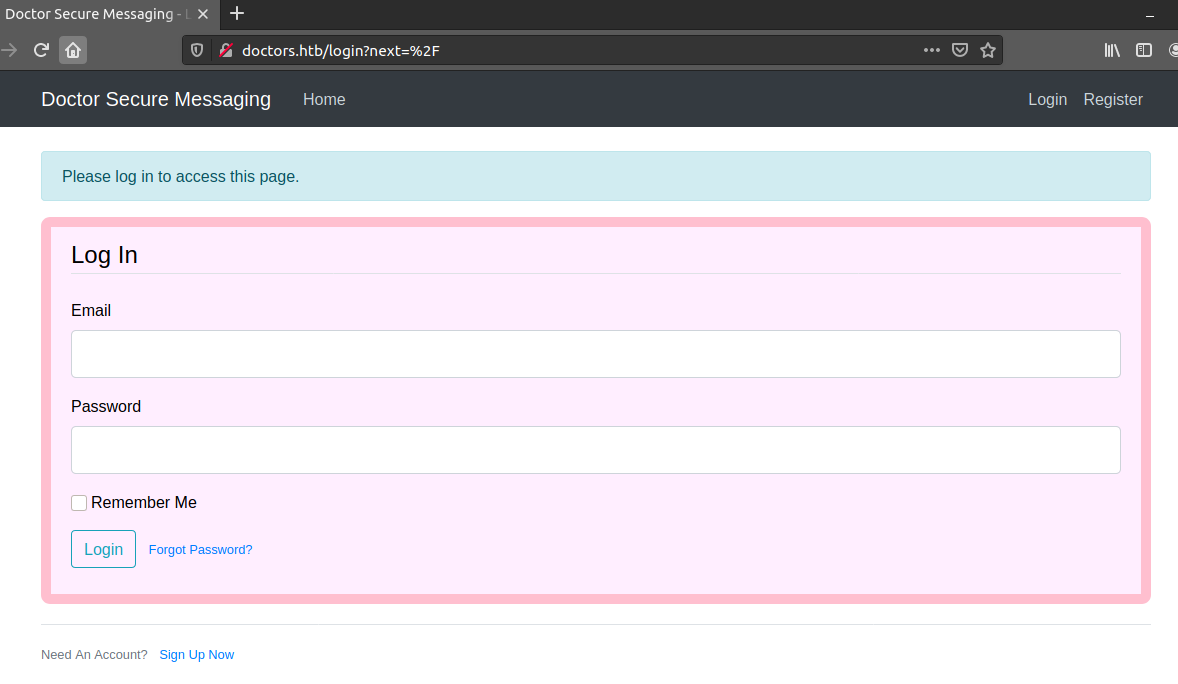 Doctor Secure Messaging - L
doctors.htb/login?next=%2F
Doctor Secure Messaging Home Login Register
Please log in to access this page.
Log In
Email
Password
Remember Me
Login Forgot Password?
Need An Account? Sign Up Now